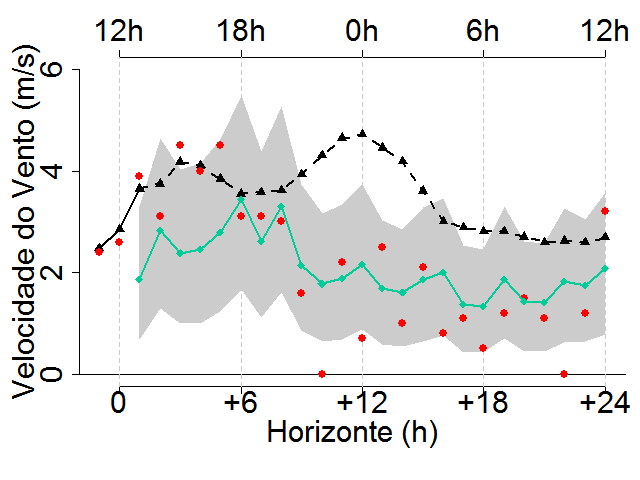 12h 18h 0h 6h 12h
Velocidade do Vento (m/s)
6
4
2
0
0 +6 +12 +18 +24
Horizonte (h)